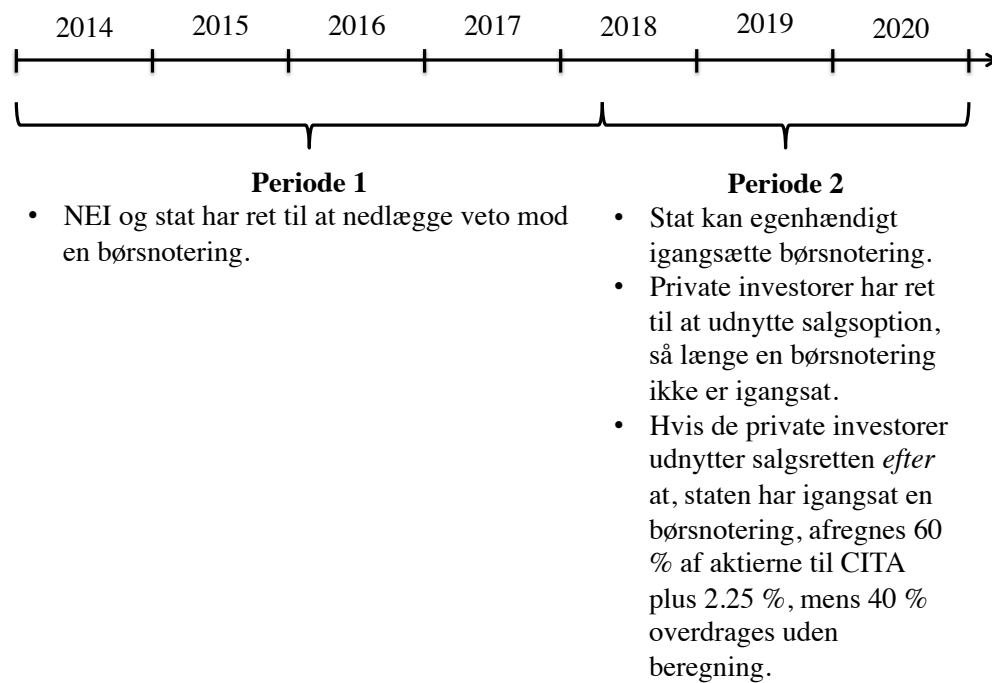 2014 2015 2016 2017 2018 2019 2020
Periode 1
• NEI og stat har ret til at nedlægge veto mod
en børsnotering.
Periode 2
• Stat kan egenhændigt
igangsætte børsnotering.
• Private investorer har ret
til at udnytte salgsoption,
så længe en børsnotering
ikke er igangsat.
• Hvis de private investorer
udnytter salgsretten efter
at, staten har igangsat en
børsnotering, afregnes 60
% af aktierne til CITA
plus 2.25 %, mens 40 %
overdrages uden
beregning.